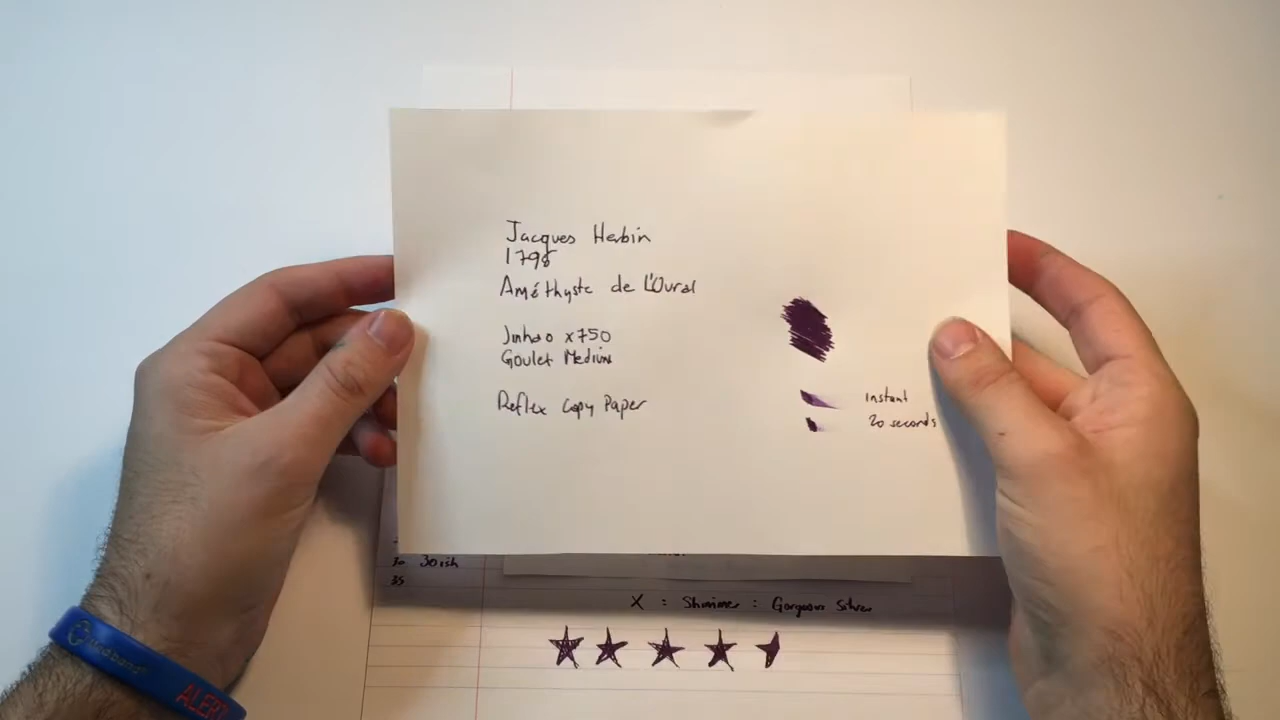 Jacques Herbin
1798
Améthyste de L'Oural
Jinhao x750
Goulet Medium
Reflex Copy Paper
Instant
20 seconds
30 30ish
35
X : Shimmer : Gorgeous Silver
ALERT